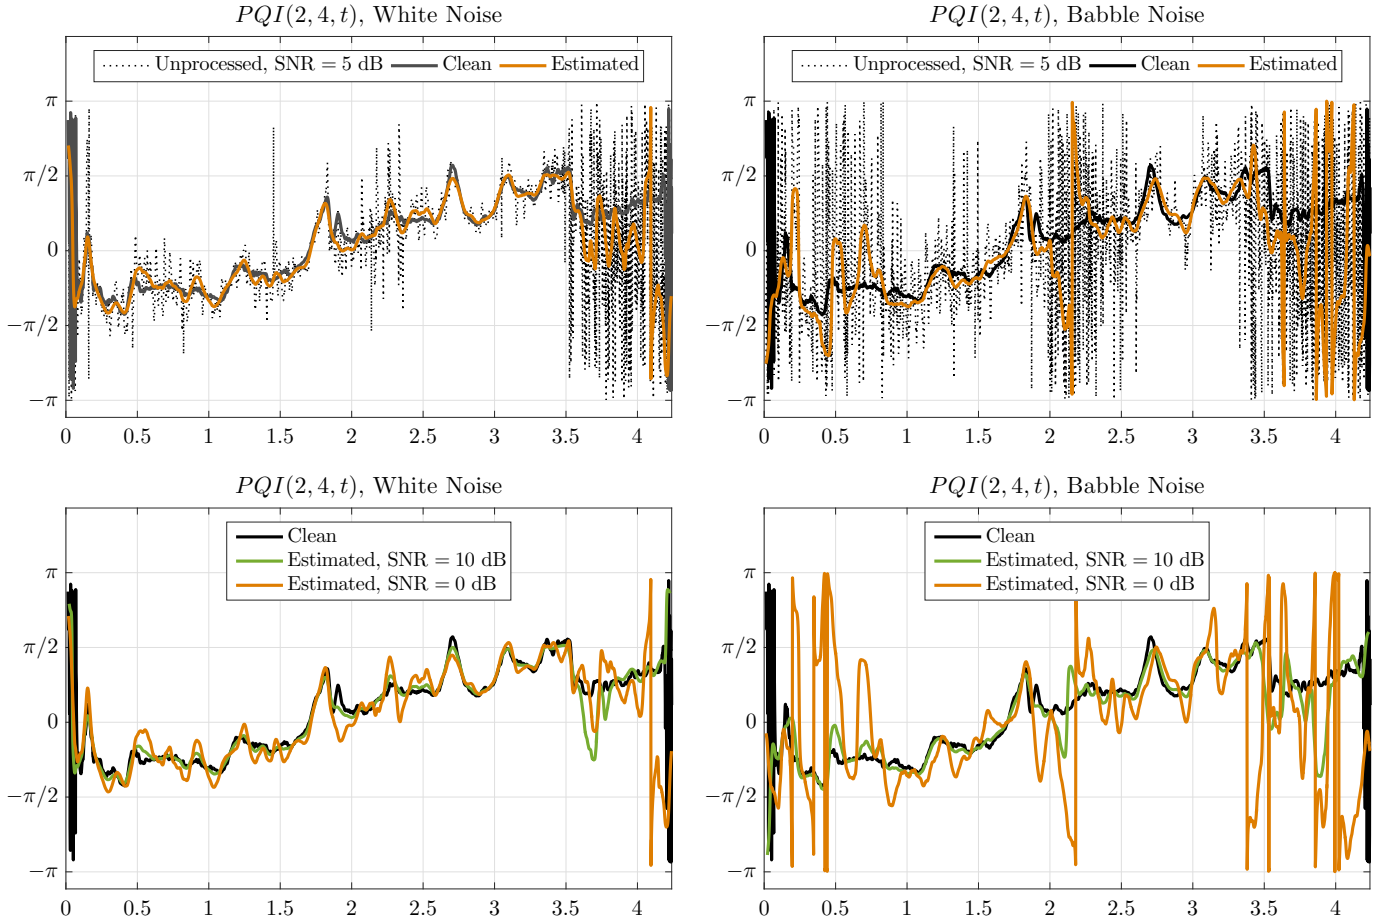 PQI(2, 4, t), White Noise
Unprocessed, SNR = 5 dB Clean Estimated
π
π/2
0
−π/2
−π
0 0.5 1 1.5 2 2.5 3 3.5 4
PQI(2, 4, t), Babble Noise
Unprocessed, SNR = 5 dB Clean Estimated
π
π/2
0
−π/2
−π
0 0.5 1 1.5 2 2.5 3 3.5 4
PQI(2, 4, t), White Noise
Clean
Estimated, SNR = 10 dB
Estimated, SNR = 0 dB
π
π/2
0
−π/2
−π
0 0.5 1 1.5 2 2.5 3 3.5 4
PQI(2, 4, t), Babble Noise
Clean
Estimated, SNR = 10 dB
Estimated, SNR = 0 dB
π
π/2
0
−π/2
−π
0 0.5 1 1.5 2 2.5 3 3.5 4